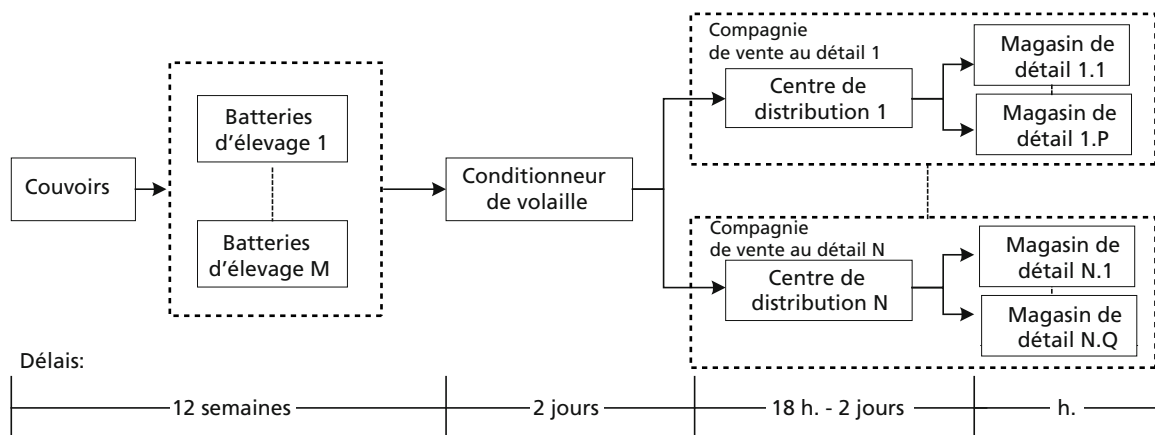 Couvoirs
Batteries
d'élevage 1
Batteries
d'élevage M
Conditionneur
de volaille
Compagnie
de vente au détail 1
Centre de
distribution 1
Magasin de
détail 1.1
Magasin de
détail 1.P
Compagnie
de vente au détail N
Centre de
distribution N
Magasin de
détail N.1
Magasin de
détail N.Q
Délais:
12 semaines
2 jours
18 h. - 2 jours
h.